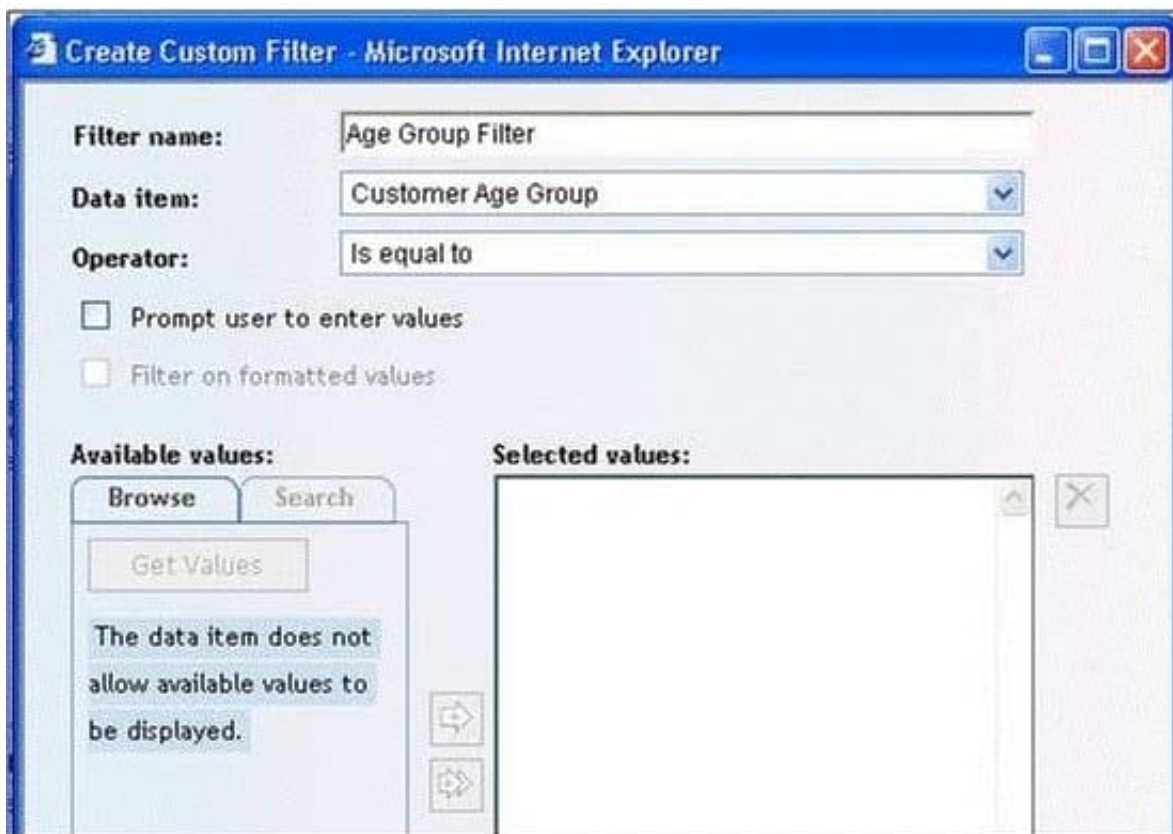 Create Custom Filter - Microsoft Internet Explorer
Filter name: Age Group Filter
Data item: Customer Age Group
Operator: Is equal to
Prompt user to enter values
Filter on formatted values
Available values: Selected values:
Browse Search
Get Values
The data item does not
allow available values to
be displayed.